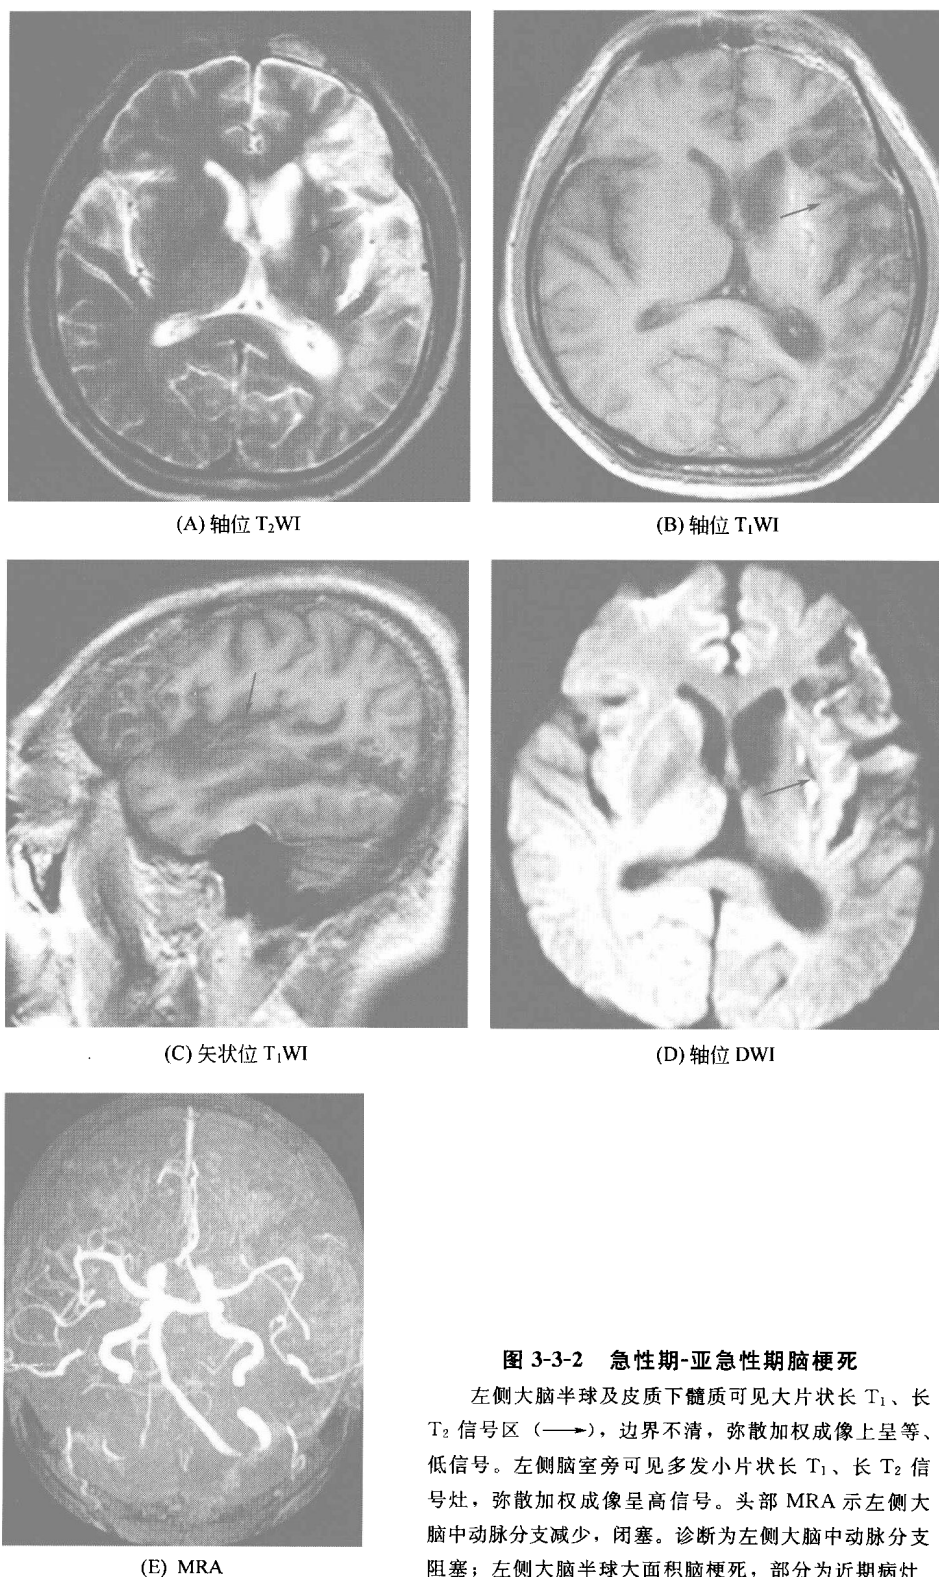 (A) 轴位 T₂WI
(B) 轴位 T₁WI
(C) 矢状位 T₁WI
(D) 轴位 DWI
(E) MRA
图 3-3-2 急性期-亚急性期脑梗死
左侧大脑半球及皮质下髓质可见大片状长 T₁、长
T₂ 信号区（⟶），边界不清，弥散加权成像上呈等、
低信号。左侧脑室旁可见多发小片状长 T₁、长 T₂ 信
号灶，弥散加权成像呈高信号。头部 MRA 示左侧大
脑中动脉分支减少，闭塞。诊断为左侧大脑中动脉分支
阻塞；左侧大脑半球大面积脑梗死，部分为近期病灶